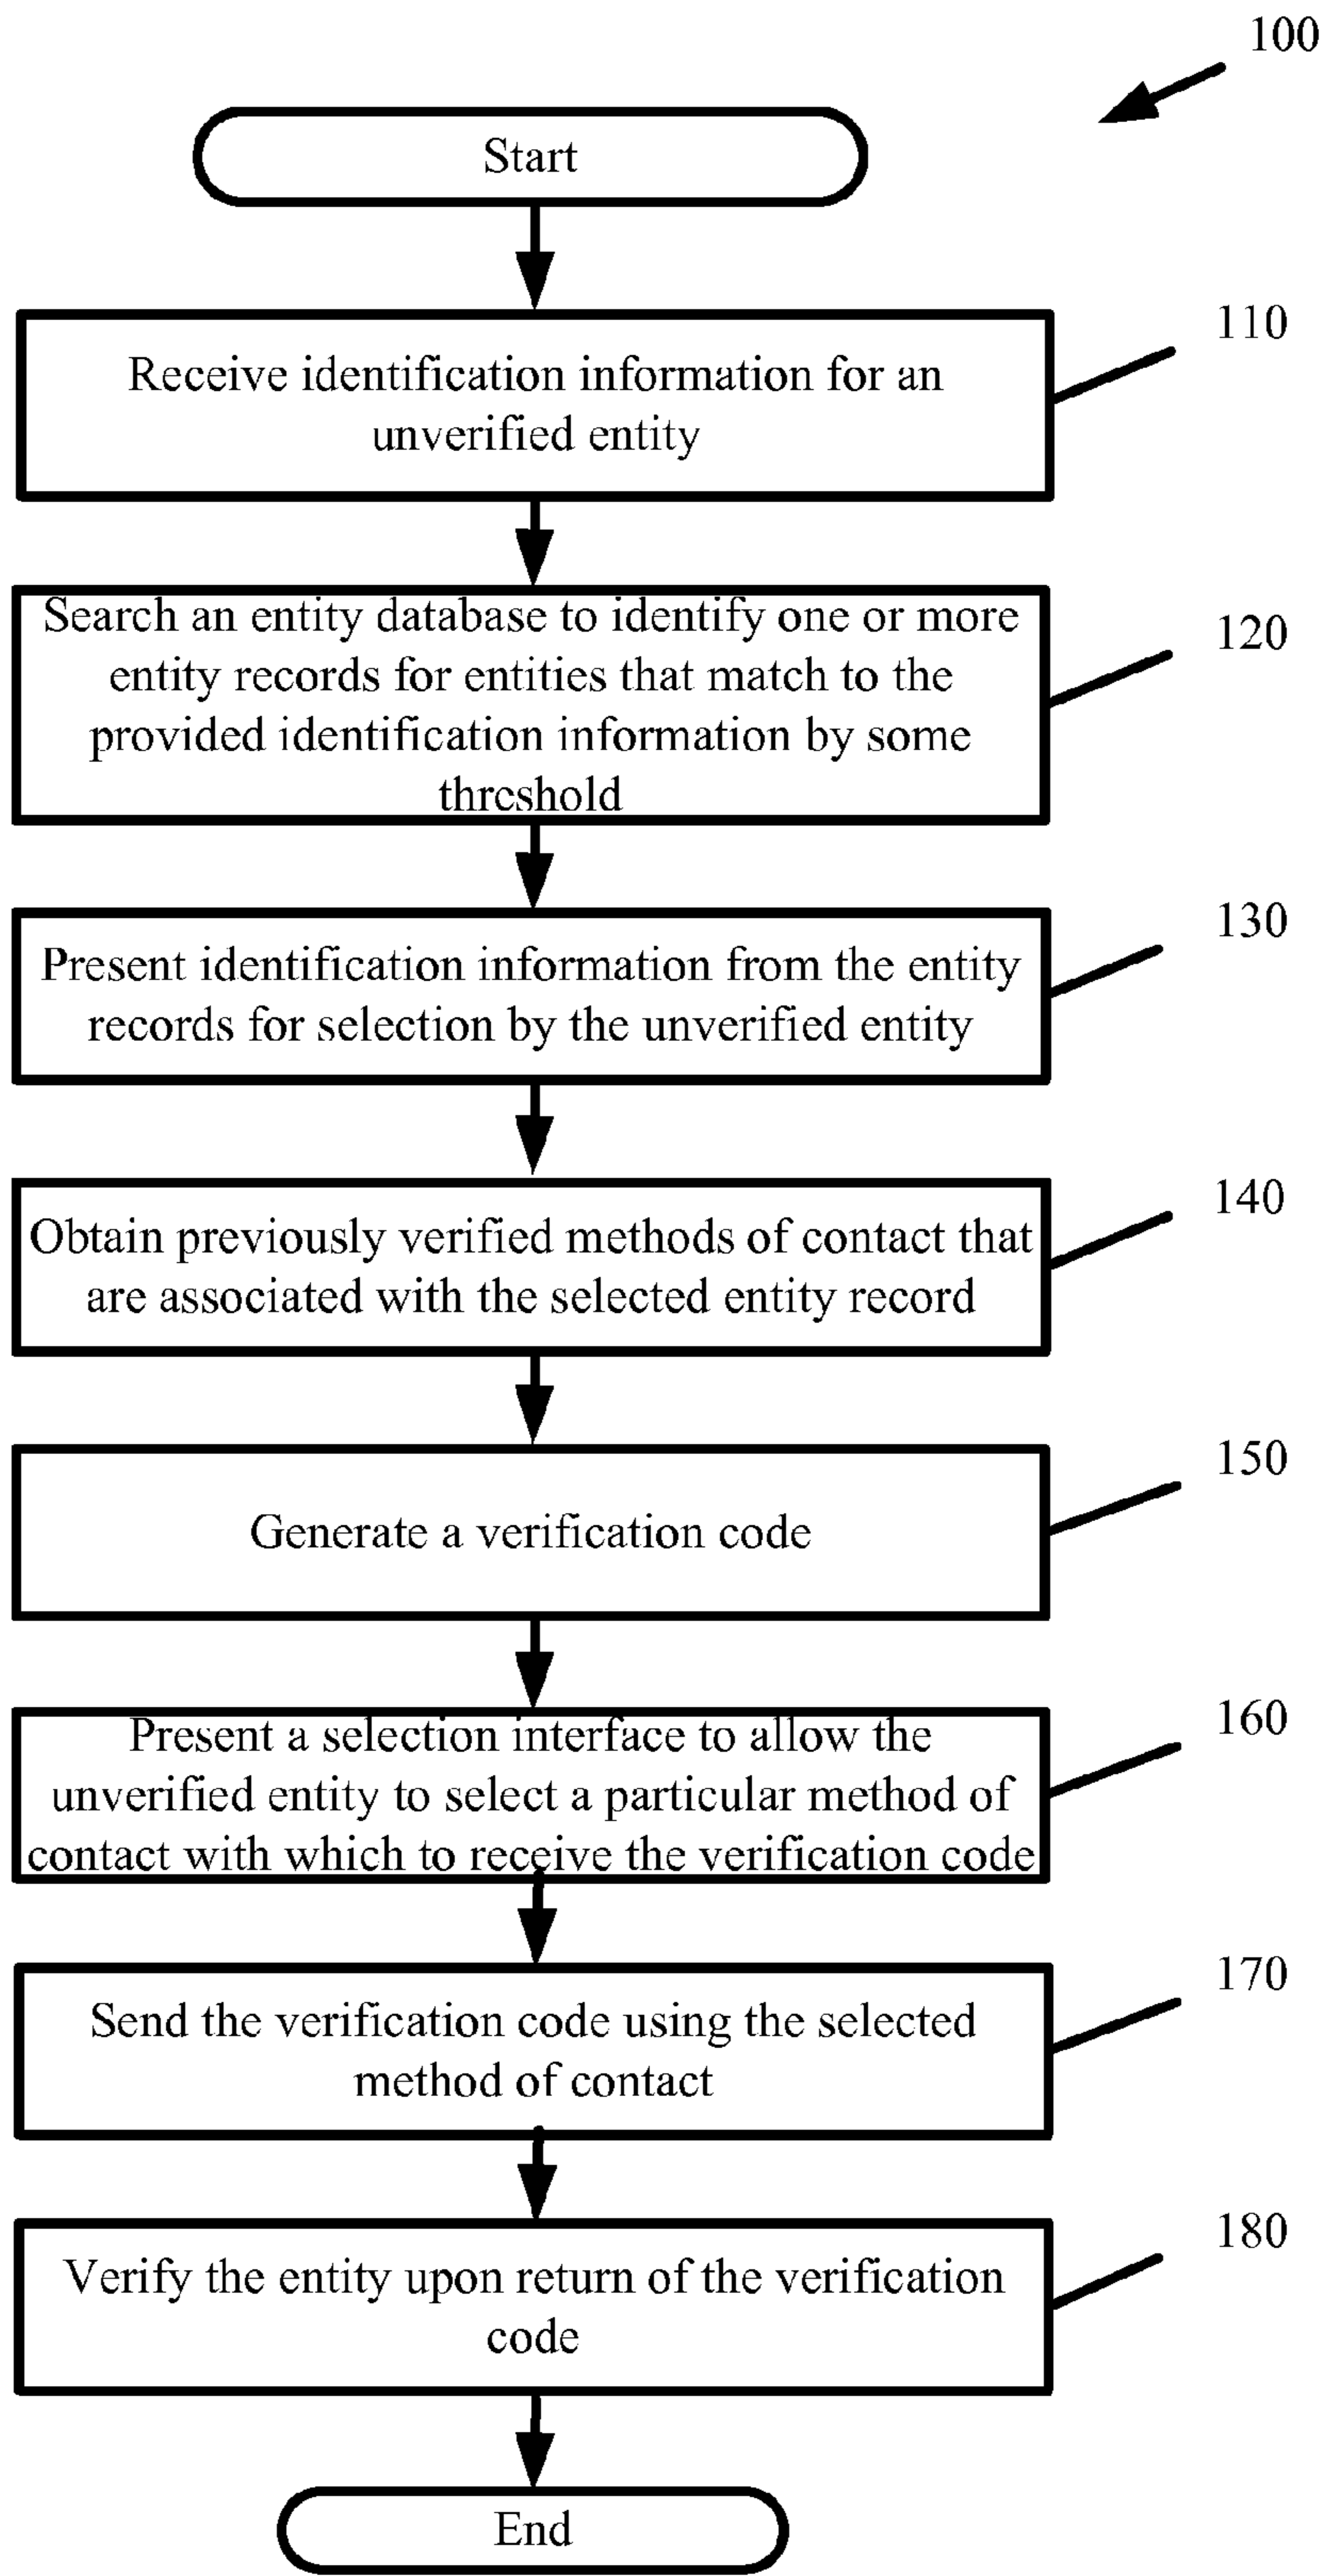 100
Start
110
Receive identification information for an
unverified entity
120
Search an entity database to identify one or more
entity records for entities that match to the
provided identification information by some
threshold
130
Present identification information from the entity
records for selection by the unverified entity
140
Obtain previously verified methods of contact that
are associated with the selected entity record
150
Generate a verification code
160
Present a selection interface to allow the
unverified entity to select a particular method of
contact with which to receive the verification code
170
Send the verification code using the selected
method of contact
180
Verify the entity upon return of the verification
code
End